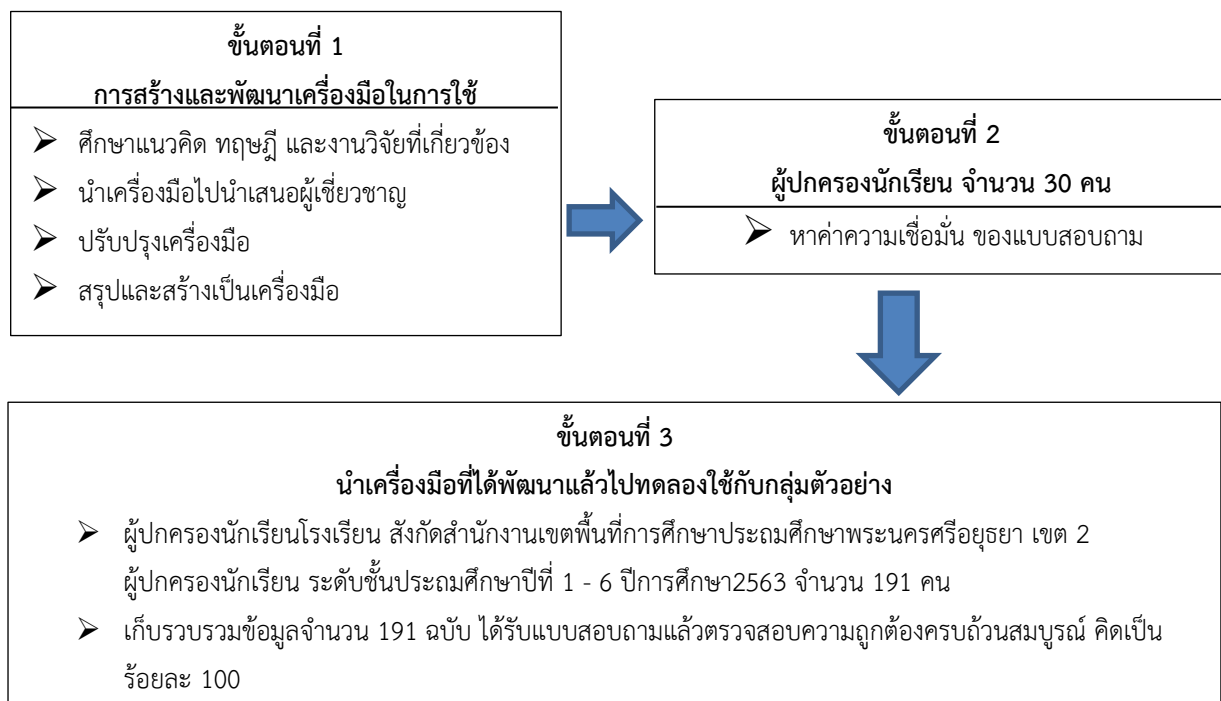 ขั้นตอนที่ 1
การสร้างและพัฒนาเครื่องมือในการใช้
➢ ศึกษาแนวคิด ทฤษฎี และงานวิจัยที่เกี่ยวข้อง
➢ นำเครื่องมือไปนำเสนอผู้เชี่ยวชาญ
➢ ปรับปรุงเครื่องมือ
➢ สรุปและสร้างเป็นเครื่องมือ
ขั้นตอนที่ 2
ผู้ปกครองนักเรียน จำนวน 30 คน
➢ หาค่าความเชื่อมั่น ของแบบสอบถาม
ขั้นตอนที่ 3
นำเครื่องมือที่ได้พัฒนาแล้วไปทดลองใช้กับกลุ่มตัวอย่าง
➢ ผู้ปกครองนักเรียนโรงเรียน สังกัดสำนักงานเขตพื้นที่การศึกษาประถมศึกษาพระนครศรีอยุธยา เขต 2
ผู้ปกครองนักเรียน ระดับชั้นประถมศึกษาปีที่ 1 - 6 ปีการศึกษา2563 จำนวน 191 คน
➢ เก็บรวบรวมข้อมูลจำนวน 191 ฉบับ ได้รับแบบสอบถามแล้วตรวจสอบความถูกต้องครบถ้วนสมบูรณ์ คิดเป็น
ร้อยละ 100